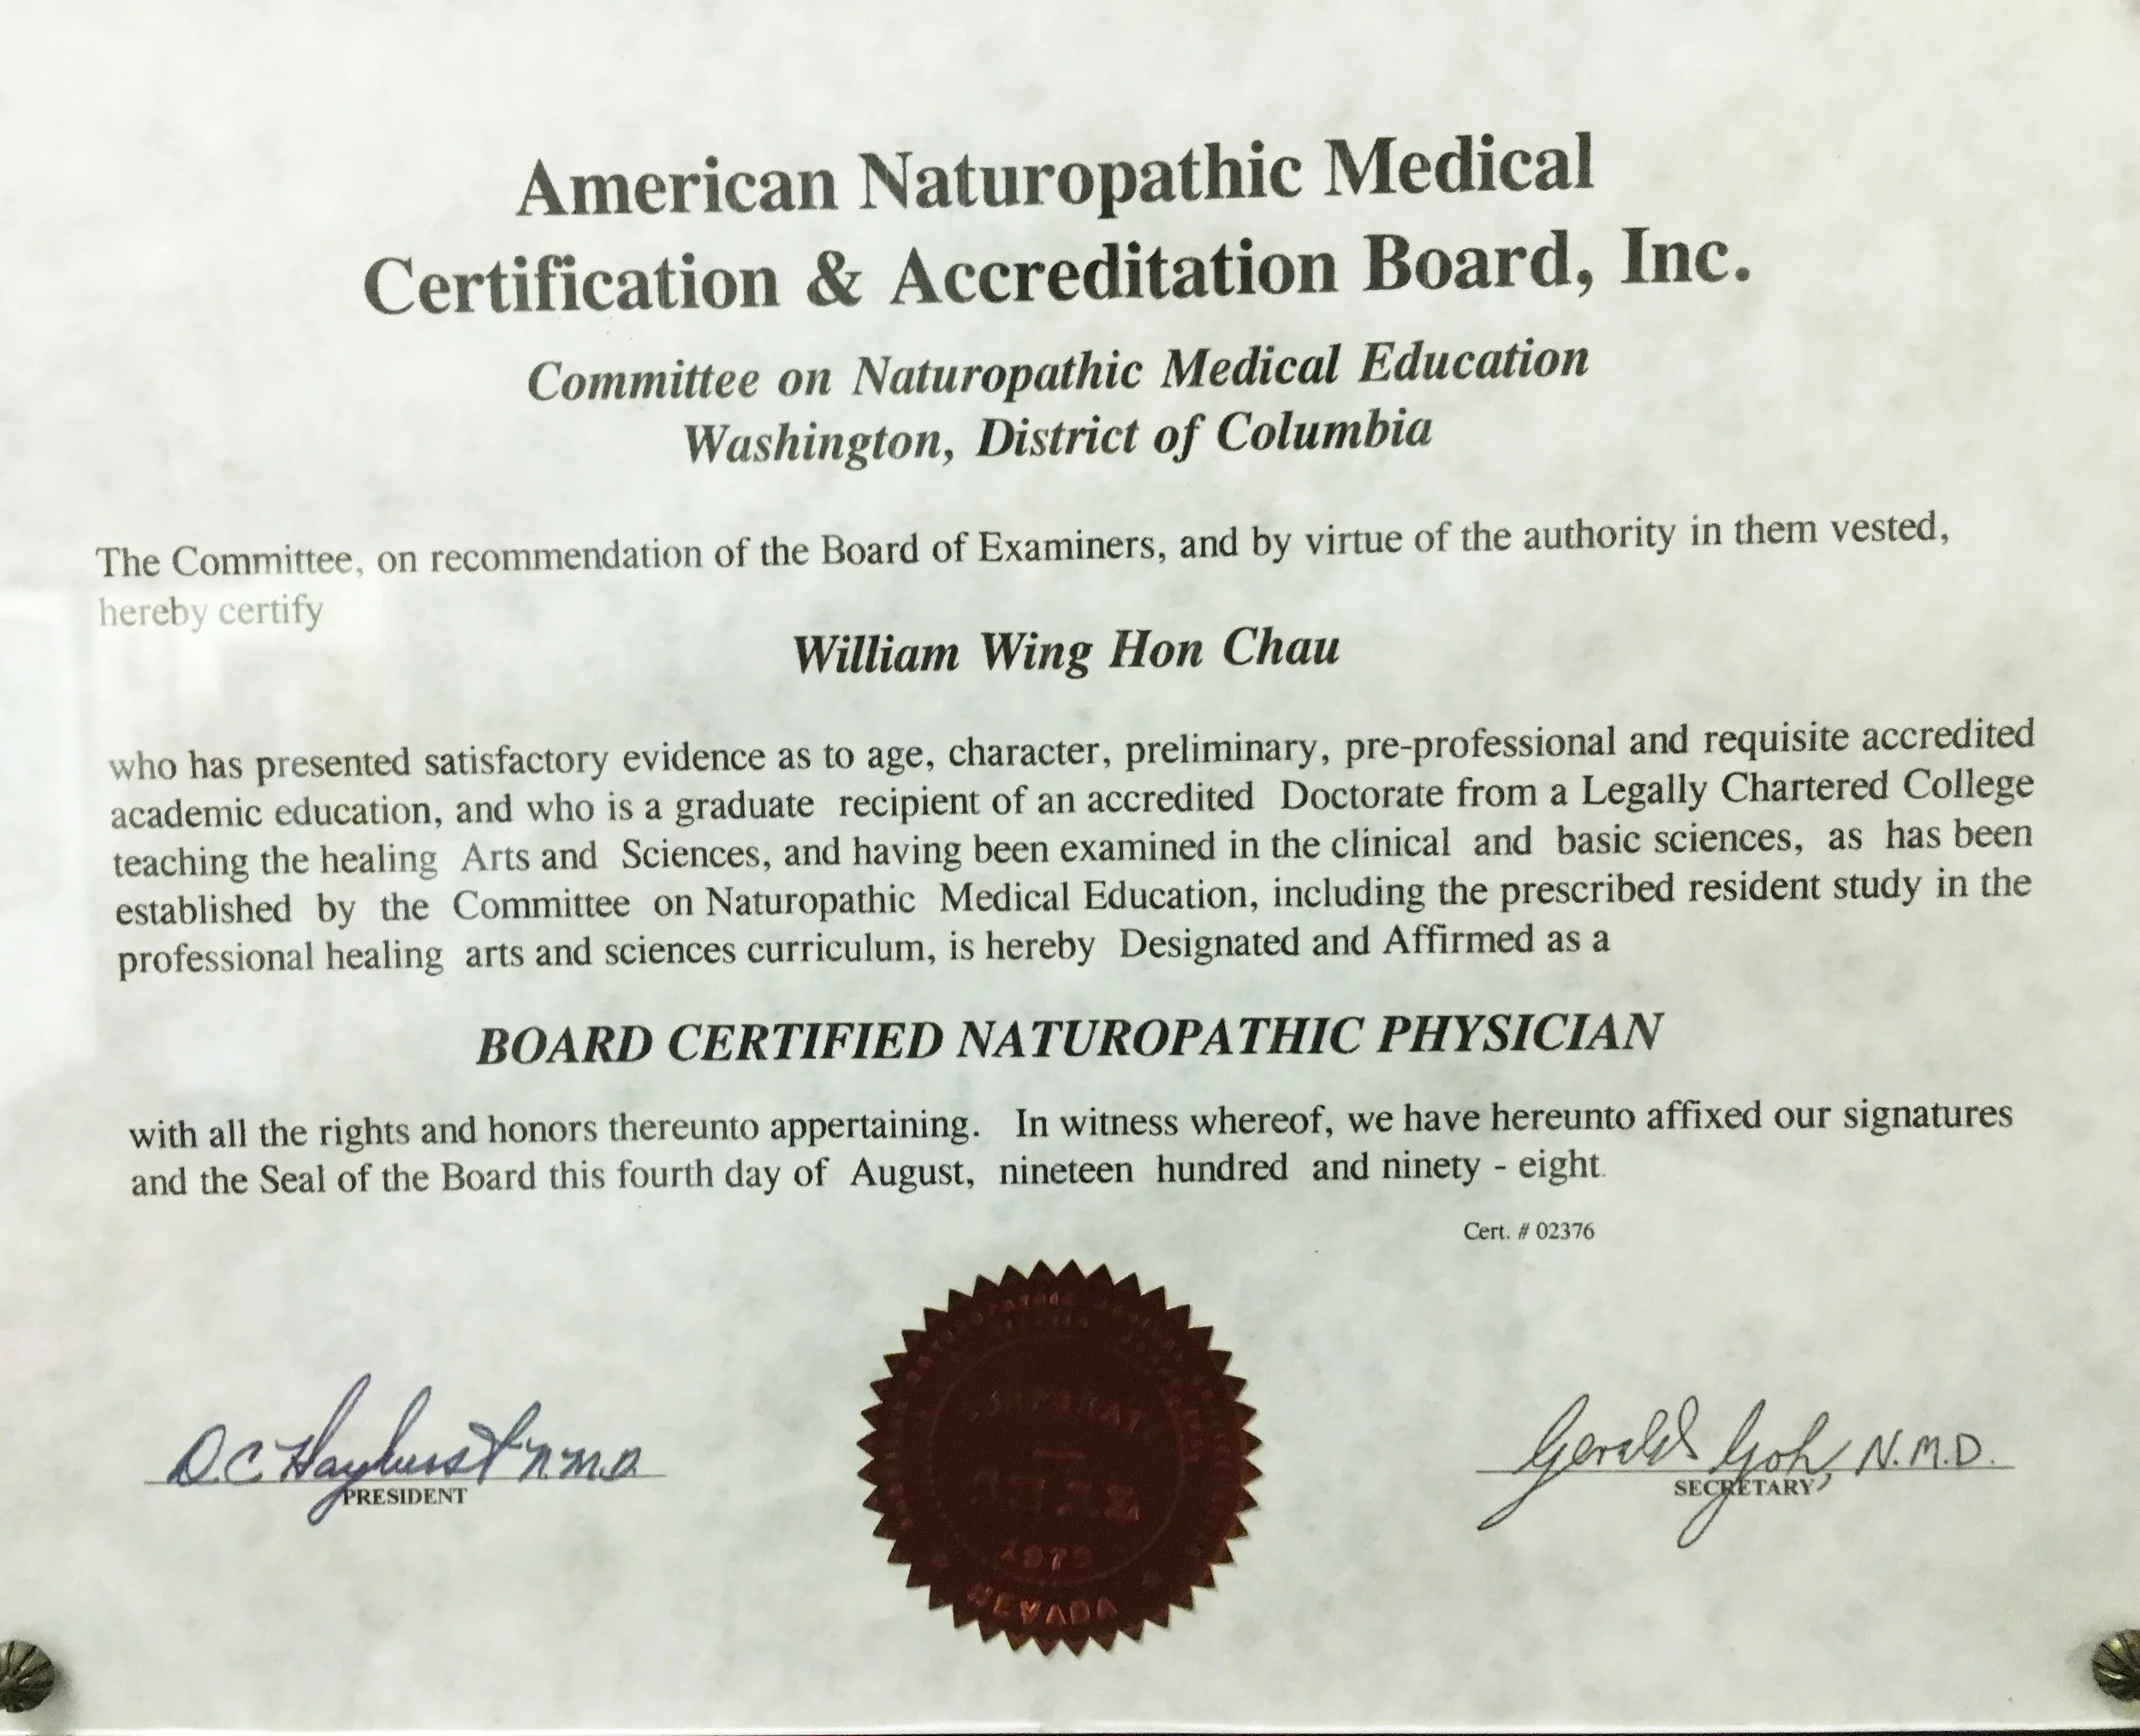 American Naturopathic Medical
Certification & Accreditation Board, Inc.
Committee on Naturopathic Medical Education
Washington, District of Columbia
The Committee, on recommendation of the Board of Examiners, and by virtue of the authority in them vested,
hereby certify
William Wing Hon Chau
who has presented satisfactory evidence as to age, character, preliminary, pre-professional and requisite accredited
academic education, and who is a graduate recipient of an accredited Doctorate from a Legally Chartered College
teaching the healing Arts and Sciences, and having been examined in the clinical and basic sciences, as has been
established by the Committee on Naturopathic Medical Education, including the prescribed resident study in the
professional healing arts and sciences curriculum, is hereby Designated and Affirmed as a
BOARD CERTIFIED NATUROPATHIC PHYSICIAN
with all the rights and honors thereunto appertaining. In witness whereof, we have hereunto affixed our signatures
and the Seal of the Board this fourth day of August, nineteen hundred and ninety - eight.
Cert. # 02376
D.C. Hayhurst N.M.D.
PRESIDENT
Gerald Goh, N.M.D.
SECRETARY
NEVADA